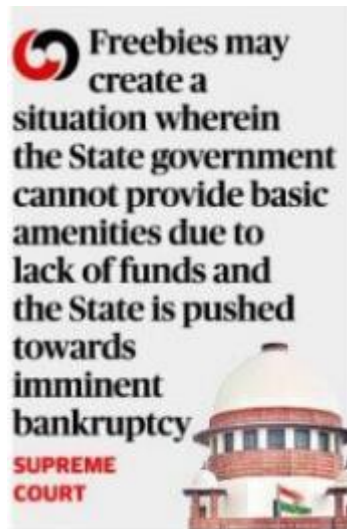 Freebies may
create a
situation wherein
the State government
cannot provide basic
amenities due to
lack of funds and
the State is pushed
towards
imminent
bankruptcy
SUPREME
COURT